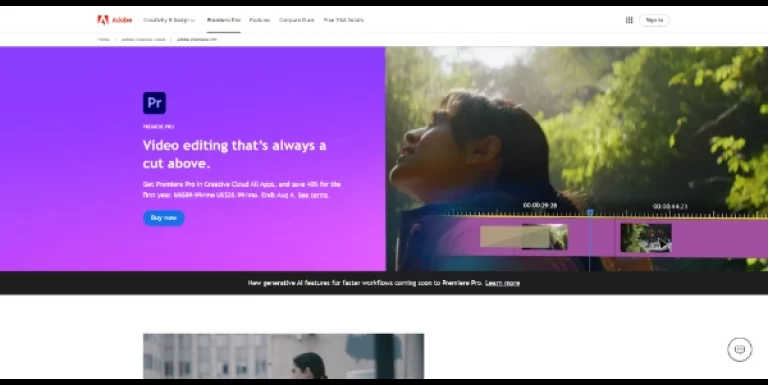 Adobe
Creativity & Design
Premiere Pro
Features
Compare Plans
Free Trial Details
Sign in
Home / Adobe Creative Cloud / Adobe Premiere Pro
Pr
PREMIERE PRO
Video editing that's always a
cut above.
Get Premiere Pro in Creative Cloud All Apps, and save 40% for the
first year. US$59.99/mo US$35.99/mo. Ends Aug 4. See terms.
Buy now
00:00:29:28
00:00:44:23
New generative AI features for faster workflows coming soon to Premiere Pro. Learn more